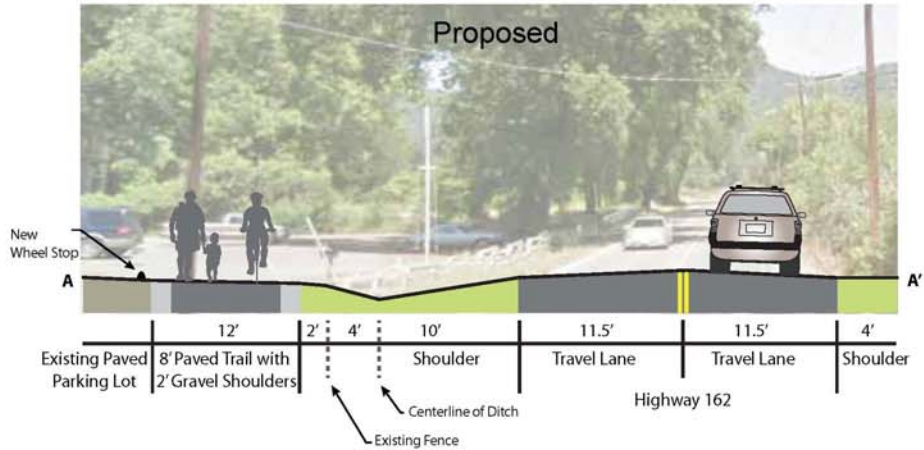 Proposed
New
Wheel Stop
A
A'
12'
2'
4'
10'
11.5'
11.5'
4'
Existing Paved
Parking Lot
8' Paved Trail with
2' Gravel Shoulders
Shoulder
Travel Lane
Travel Lane
Shoulder
Highway 162
Centerline of Ditch
Existing Fence